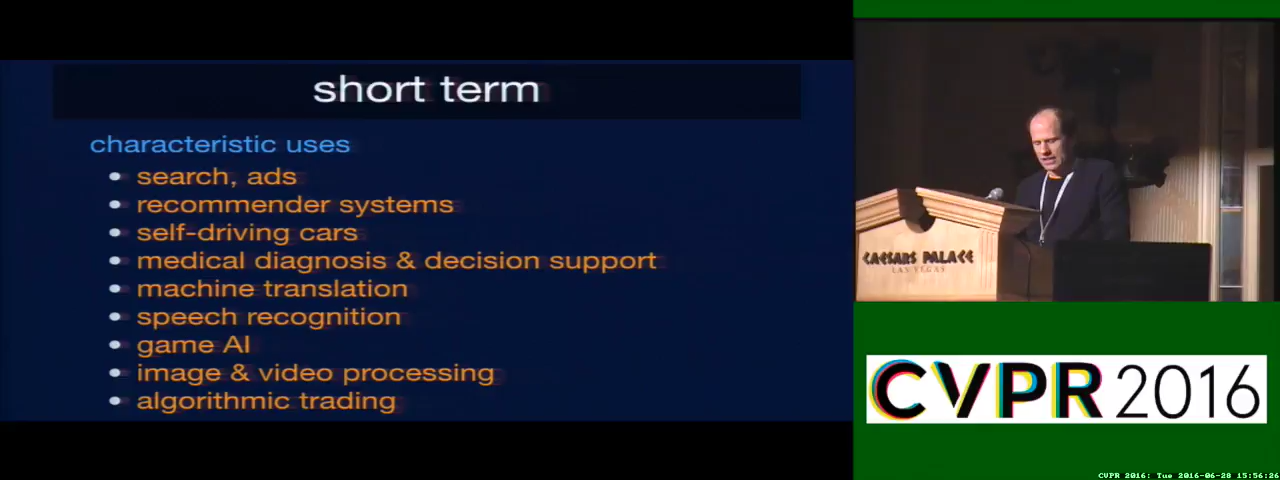 short term
characteristic uses
• search, ads
• recommender systems
• self-driving cars
• medical diagnosis & decision support
• machine translation
• speech recognition
• game AI
• image & video processing
• algorithmic trading
CAESARS PALACE
LAS VEGAS
CVPR 2016
CVPR 2016: Tue 2016-06-28 15:56:26